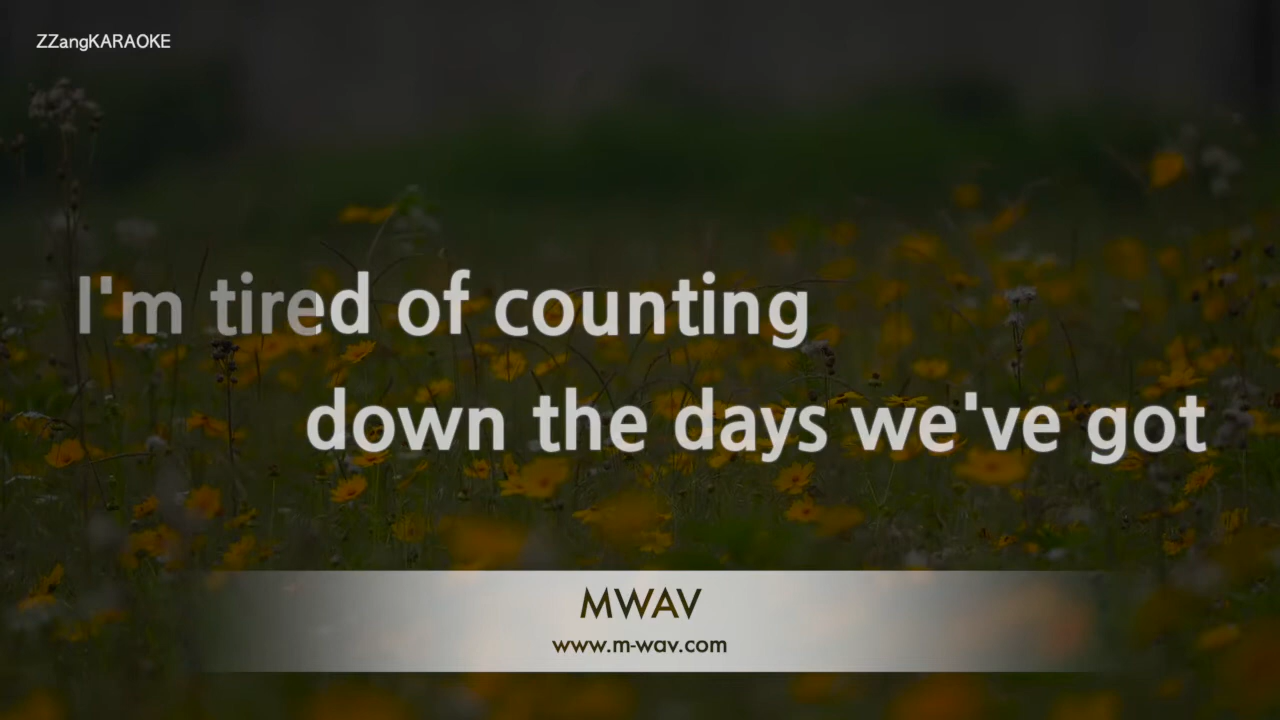 ZZangKARAOKE
I'm tired of counting
down the days we've got
MWAV
www.m-wav.com